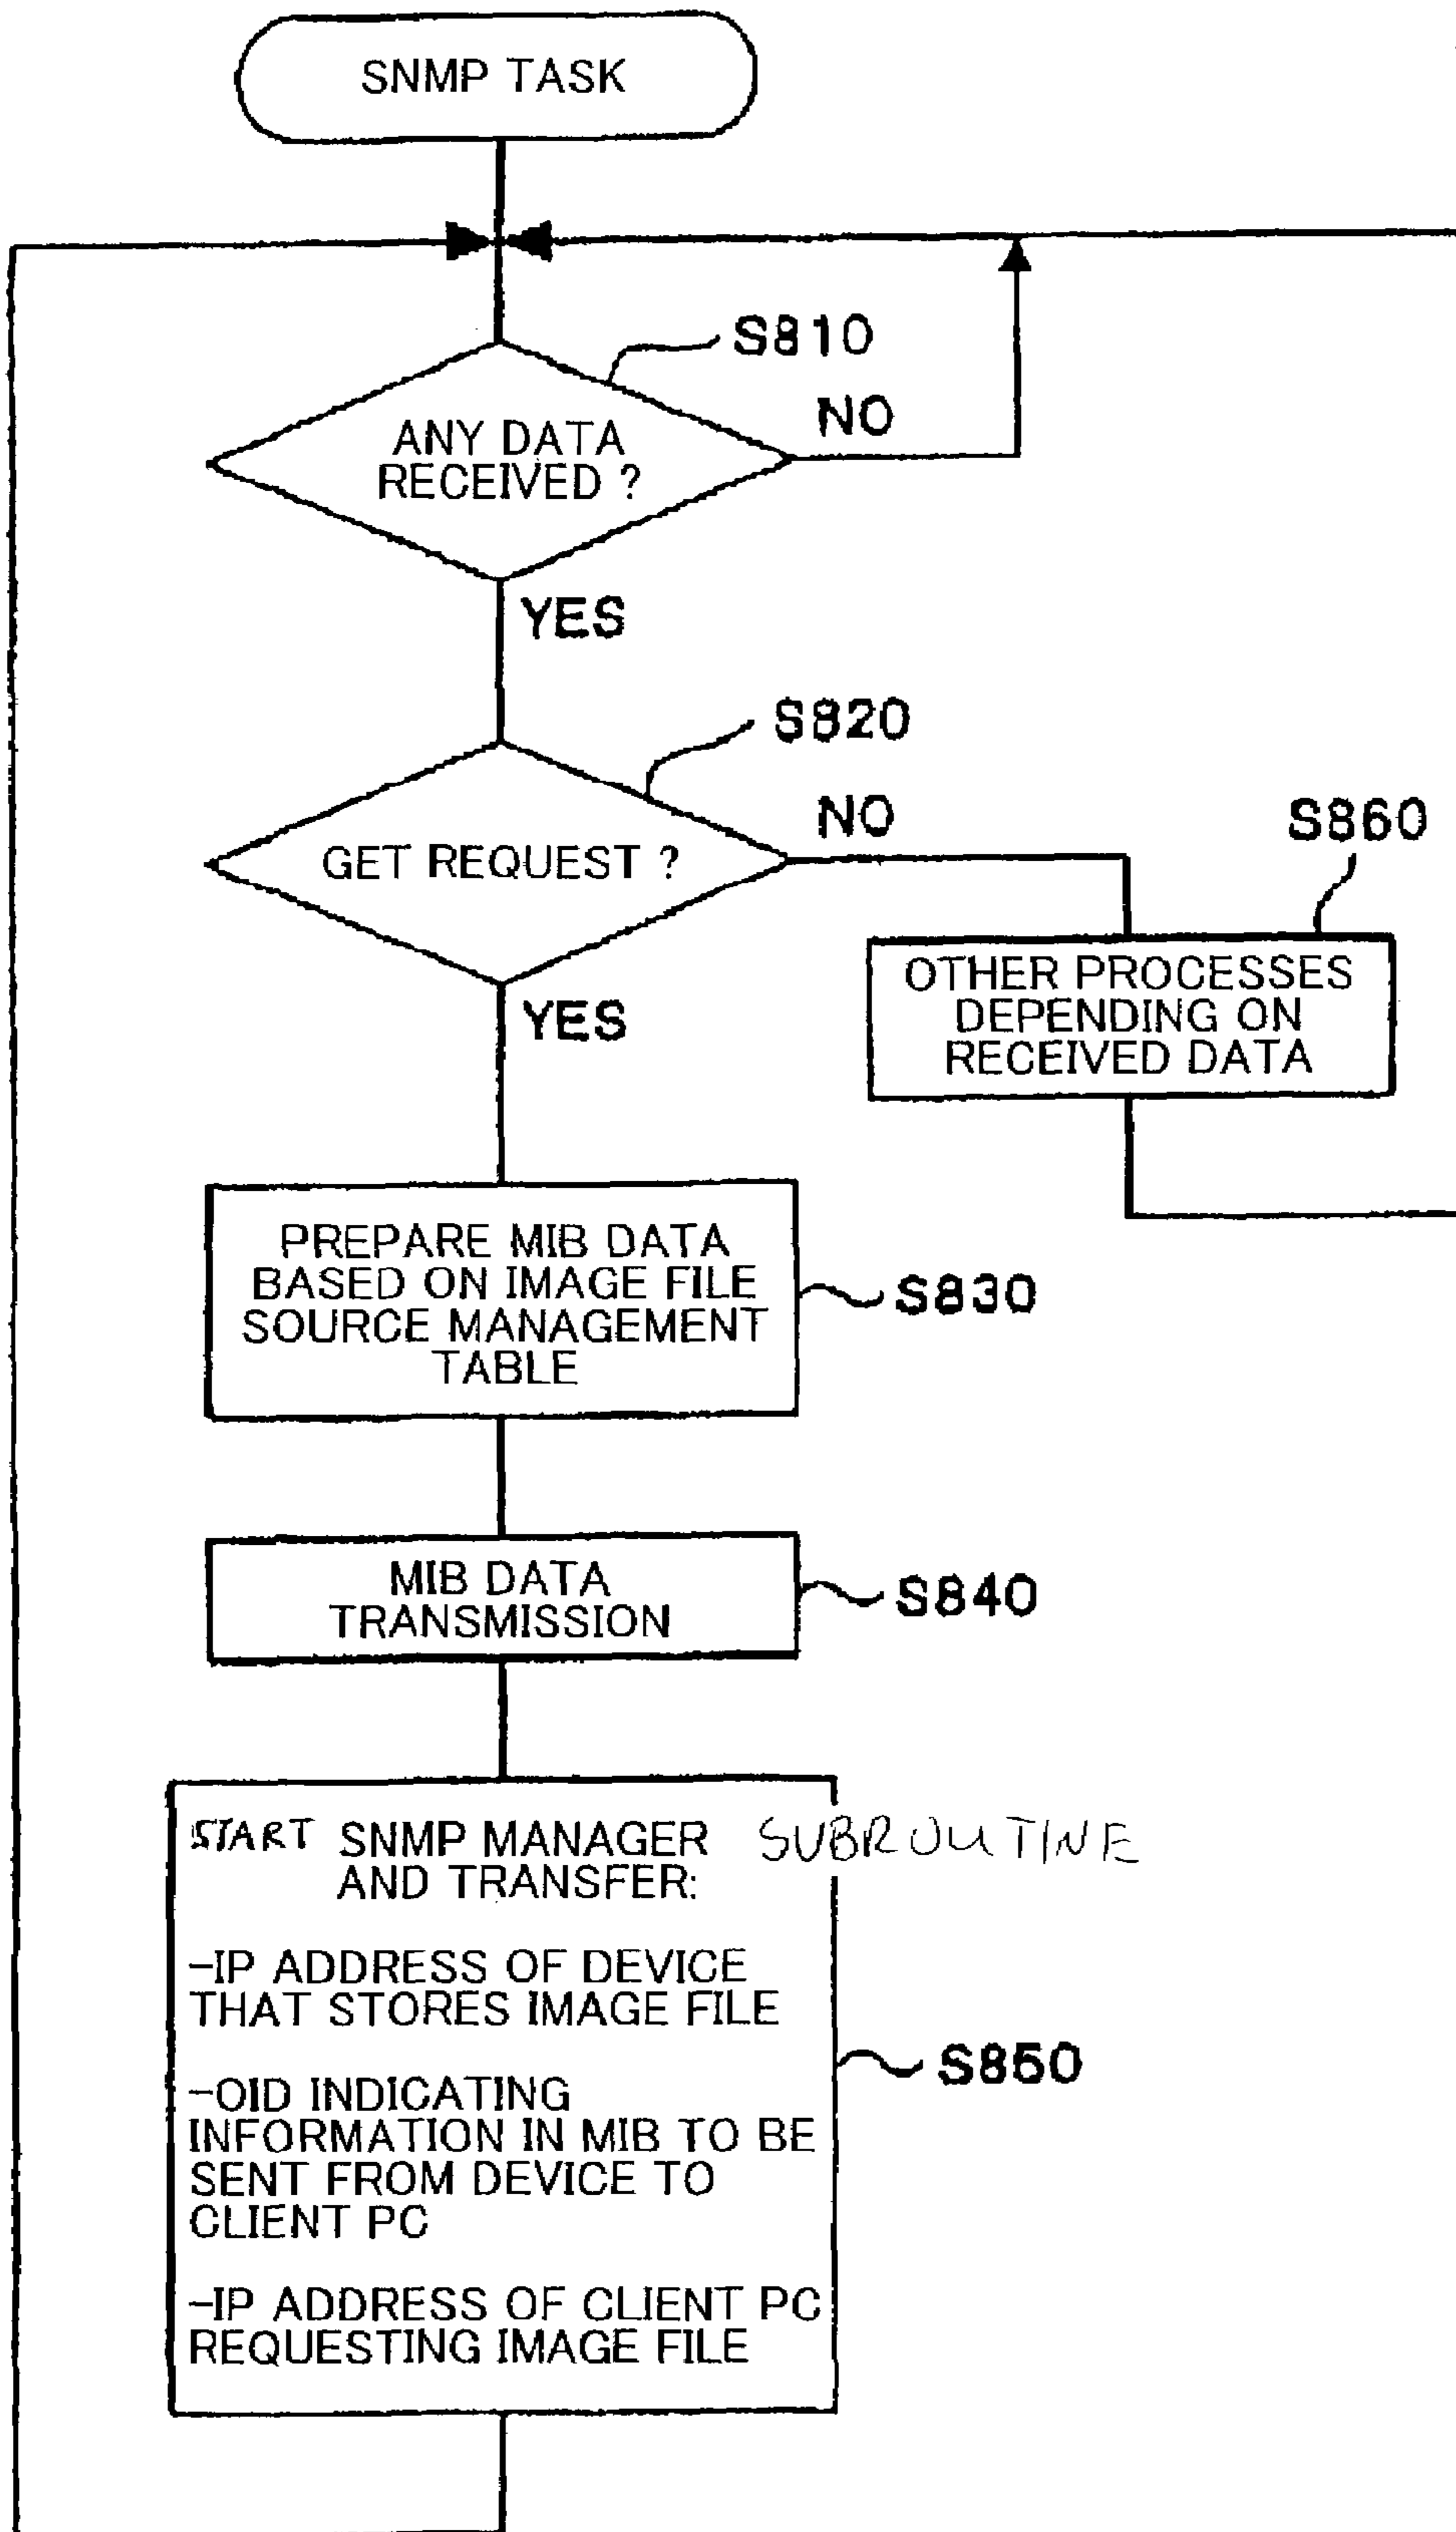 SNMP TASK
S810
ANY DATA
RECEIVED ?
NO
YES
S820
GET REQUEST ?
NO
YES
S860
OTHER PROCESSES
DEPENDING ON
RECEIVED DATA
PREPARE MIB DATA
BASED ON IMAGE FILE
SOURCE MANAGEMENT
TABLE
S830
MIB DATA
TRANSMISSION
S840
START SNMP MANAGER SUBROUTINE
AND TRANSFER:
-IP ADDRESS OF DEVICE
THAT STORES IMAGE FILE
-OID INDICATING
INFORMATION IN MIB TO BE
SENT FROM DEVICE TO
CLIENT PC
-IP ADDRESS OF CLIENT PC
REQUESTING IMAGE FILE
S850